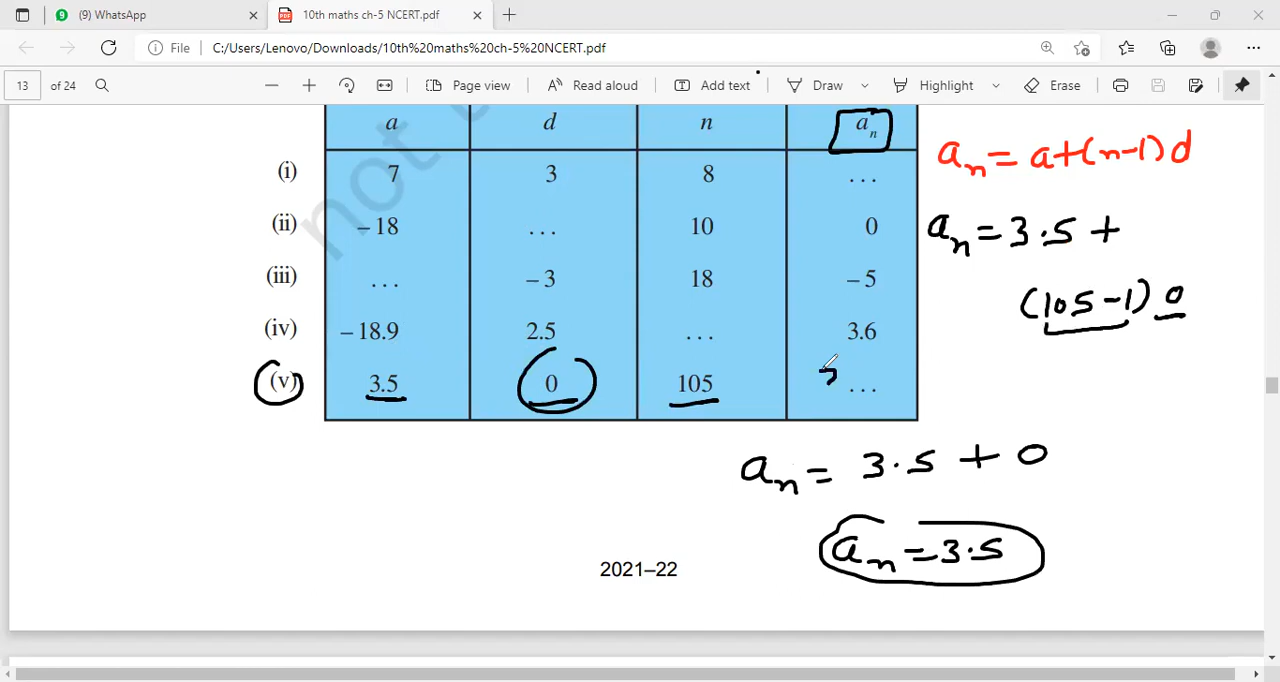 (9) WhatsApp
10th maths ch-5 NCERT.pdf
File C:/Users/Lenovo/Downloads/10th%20maths%20ch-5%20NCERT.pdf
13 of 24 Page view Read aloud Add text Draw Highlight Erase
a d n aₙ
(i) 7 3 8 ...
(ii) – 18 ... 10 0
(iii) ... – 3 18 – 5
(iv) – 18.9 2.5 ... 3.6
(v) 3.5 0 105 ...
not
aₙ = a+(n-1)d
aₙ = 3.5 +
(105-1) 0
aₙ = 3.5 + 0
aₙ = 3.5
2021–22